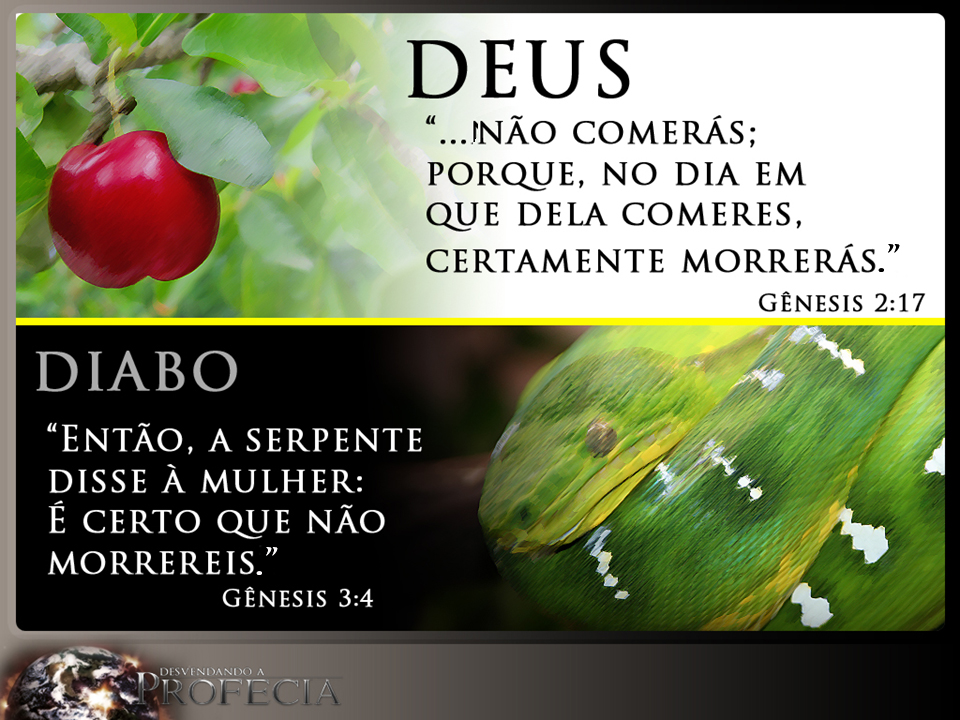 DEUS
“...NÃO COMERÁS;
PORQUE, NO DIA EM
QUE DELA COMERES,
CERTAMENTE MORRERÁS.”
GÊNESIS 2:17
DIABO
“ENTÃO, A SERPENTE
DISSE À MULHER:
É CERTO QUE NÃO
MORREREIS.”
GÊNESIS 3:4
DESVENDANDO A
PROFECIA